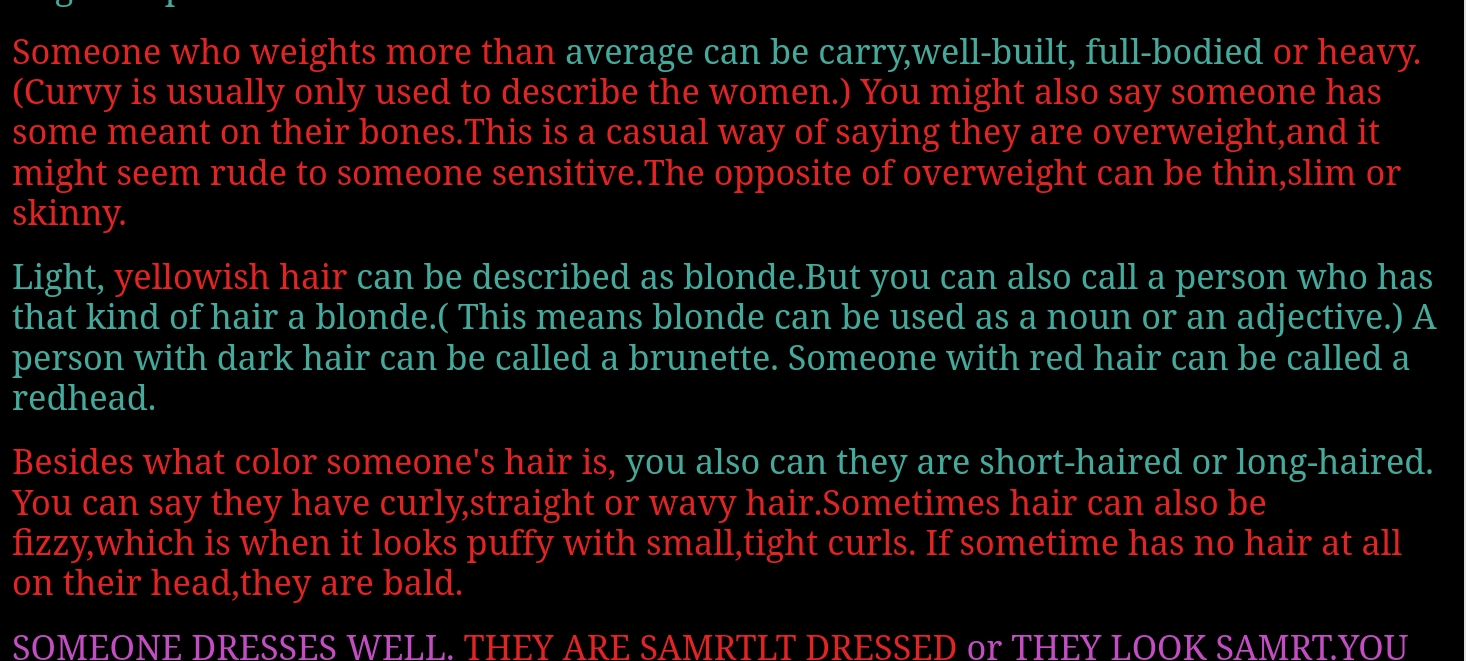 Someone who weights more than average can be carry,well-built, full-bodied or heavy.
(Curvy is usually only used to describe the women.) You might also say someone has
some meant on their bones.This is a casual way of saying they are overweight,and it
might seem rude to someone sensitive.The opposite of overweight can be thin,slim or
skinny.
Light, yellowish hair can be described as blonde.But you can also call a person who has
that kind of hair a blonde.( This means blonde can be used as a noun or an adjective.) A
person with dark hair can be called a brunette. Someone with red hair can be called a
redhead.
Besides what color someone's hair is, you also can they are short-haired or long-haired.
You can say they have curly,straight or wavy hair.Sometimes hair can also be
fizzy,which is when it looks puffy with small,tight curls. If sometime has no hair at all
on their head,they are bald.
SOMEONE DRESSES WELL. THEY ARE SAMRTLT DRESSED or THEY LOOK SAMRT.YOU